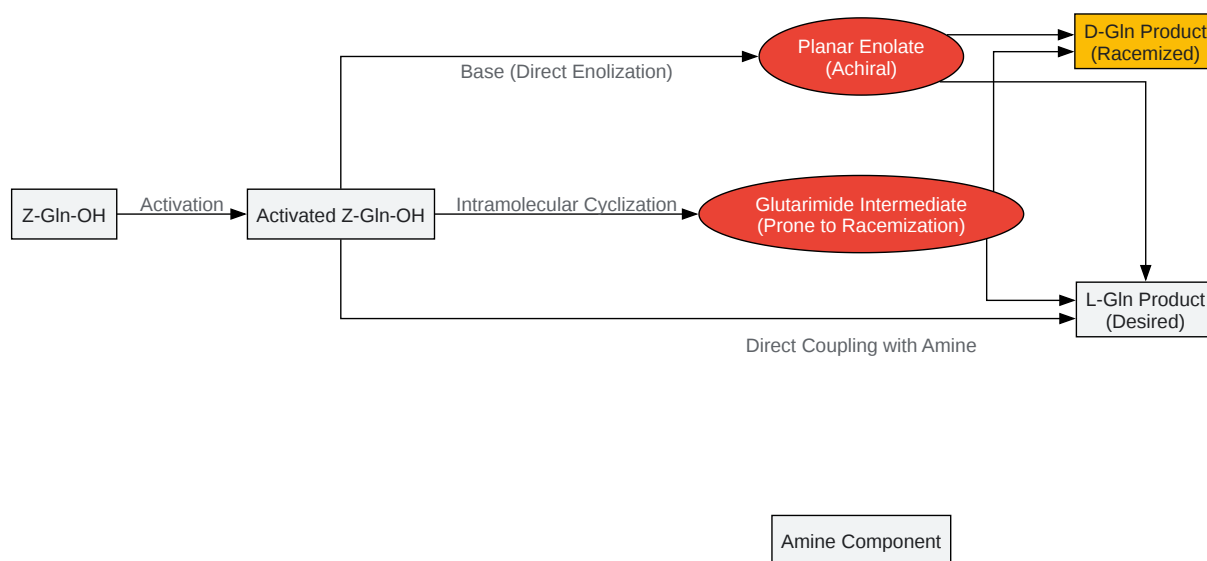 Planar Enolate
(Achiral)
D-Gln Product
(Racemized)
Base (Direct Enolization)
Z-Gln-OH
Activation
Activated Z-Gln-OH
Intramolecular Cyclization
Glutarimide Intermediate
(Prone to Racemization)
L-Gln Product
(Desired)
Direct Coupling with Amine
Amine Component